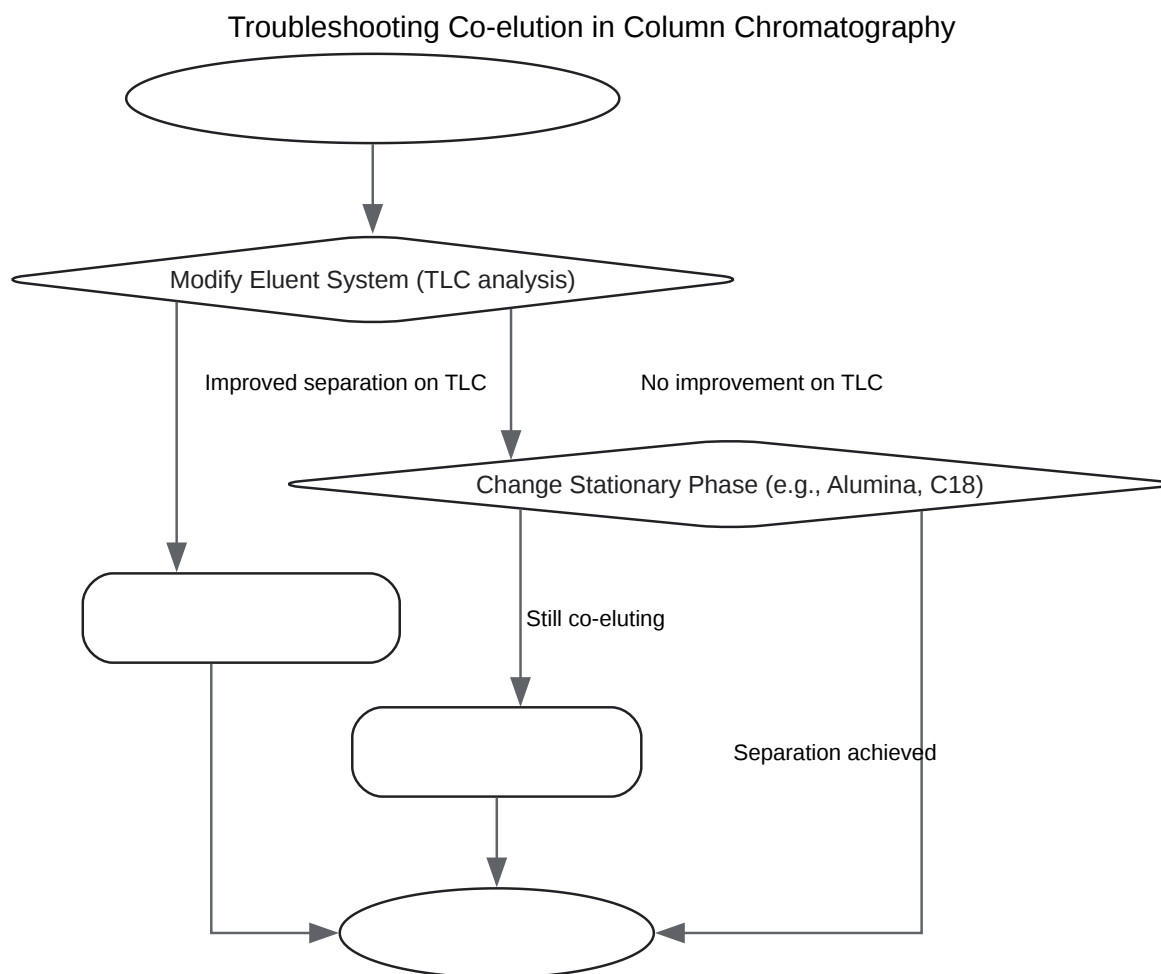 Troubleshooting Co-elution in Column Chromatography
Modify Eluent System (TLC analysis)
Improved separation on TLC
No improvement on TLC
Change Stationary Phase (e.g., Alumina, C18)
Still co-eluting
Separation achieved